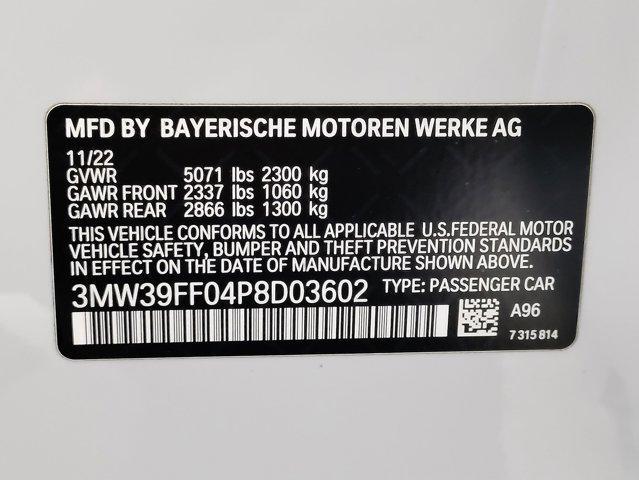 MFD BY BAYERISCHE MOTOREN WERKE AG
11/22
GVWR 5071 lbs 2300 kg
GAWR FRONT 2337 lbs 1060 kg
GAWR REAR 2866 lbs 1300 kg
THIS VEHICLE CONFORMS TO ALL APPLICABLE U.S.FEDERAL MOTOR
VEHICLE SAFETY, BUMPER AND THEFT PREVENTION STANDARDS
IN EFFECT ON THE DATE OF MANUFACTURE SHOWN ABOVE.
3MW39FF04P8D03602 TYPE: PASSENGER CAR
A96
7 315 814